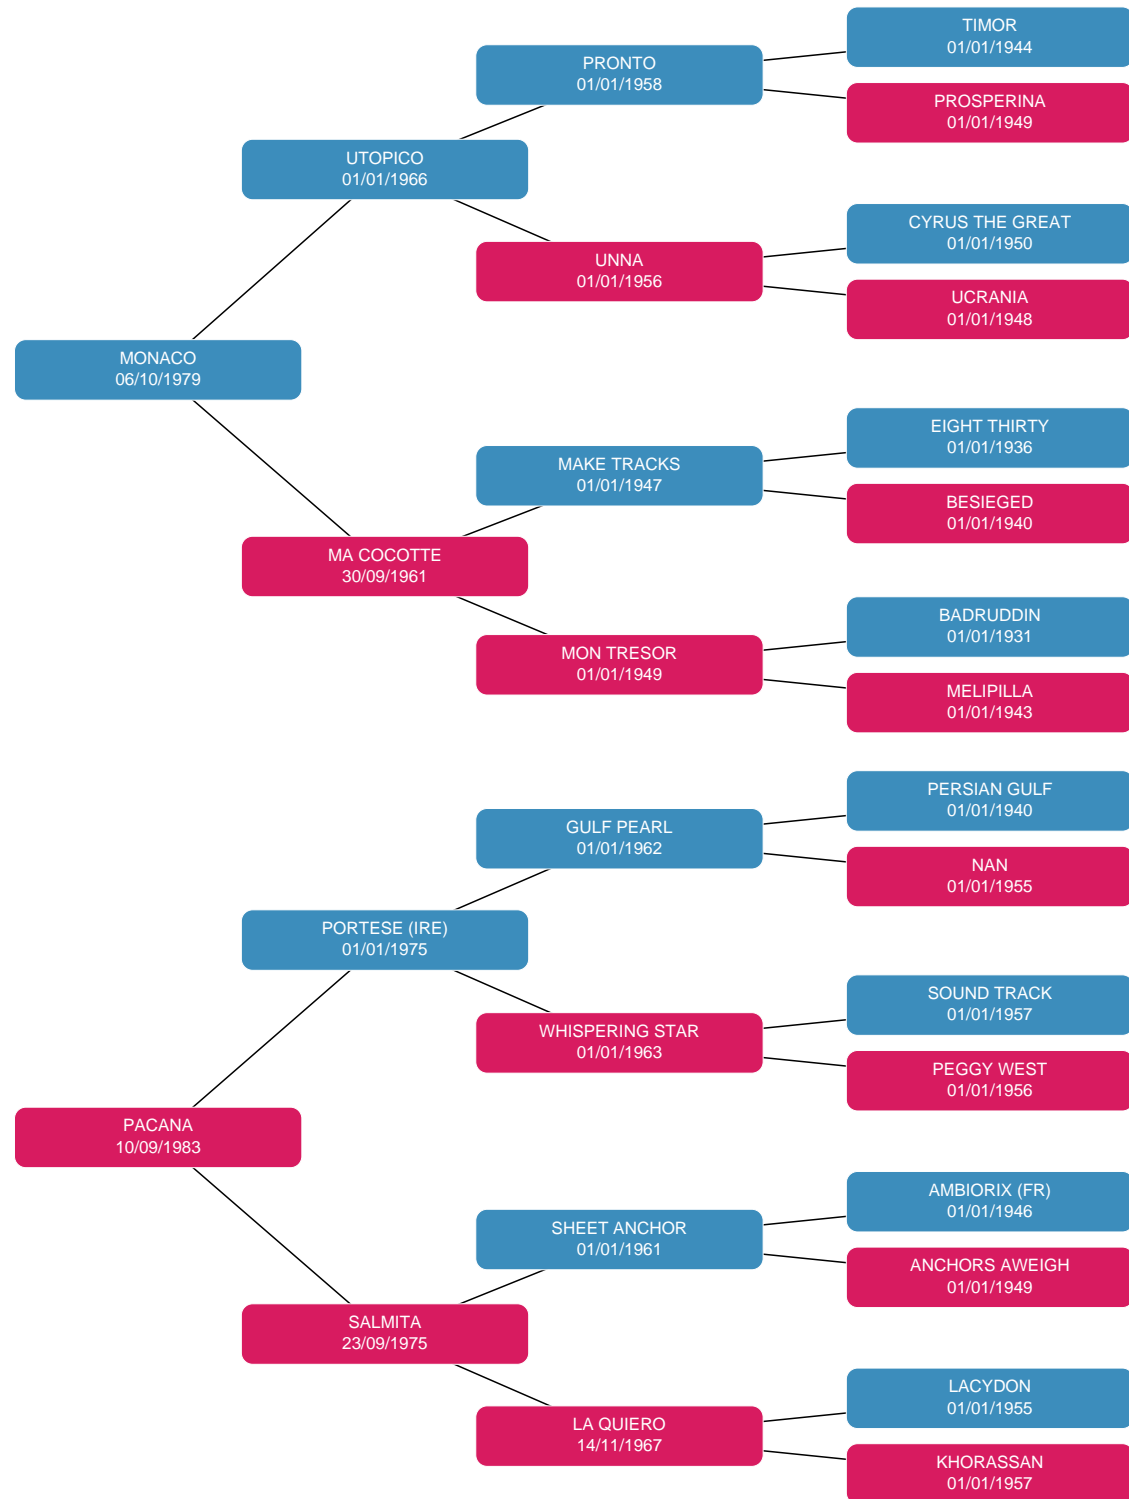 TIMOR
01/01/1944
PRONTO
01/01/1958
PROSPERINA
01/01/1949
UTOPICO
01/01/1966
CYRUS THE GREAT
01/01/1950
UNNA
01/01/1956
UCRANIA
01/01/1948
MONACO
06/10/1979
EIGHT THIRTY
01/01/1936
MAKE TRACKS
01/01/1947
BESIEGED
01/01/1940
MA COCOTTE
30/09/1961
BADRUDDIN
01/01/1931
MON TRESOR
01/01/1949
MELIPILLA
01/01/1943
PERSIAN GULF
01/01/1940
GULF PEARL
01/01/1962
NAN
01/01/1955
PORTESE (IRE)
01/01/1975
SOUND TRACK
01/01/1957
WHISPERING STAR
01/01/1963
PEGGY WEST
01/01/1956
PACANA
10/09/1983
AMBIORIX (FR)
01/01/1946
SHEET ANCHOR
01/01/1961
ANCHORS AWEIGH
01/01/1949
SALMITA
23/09/1975
LACYDON
01/01/1955
LA QUIERO
14/11/1967
KHORASSAN
01/01/1957